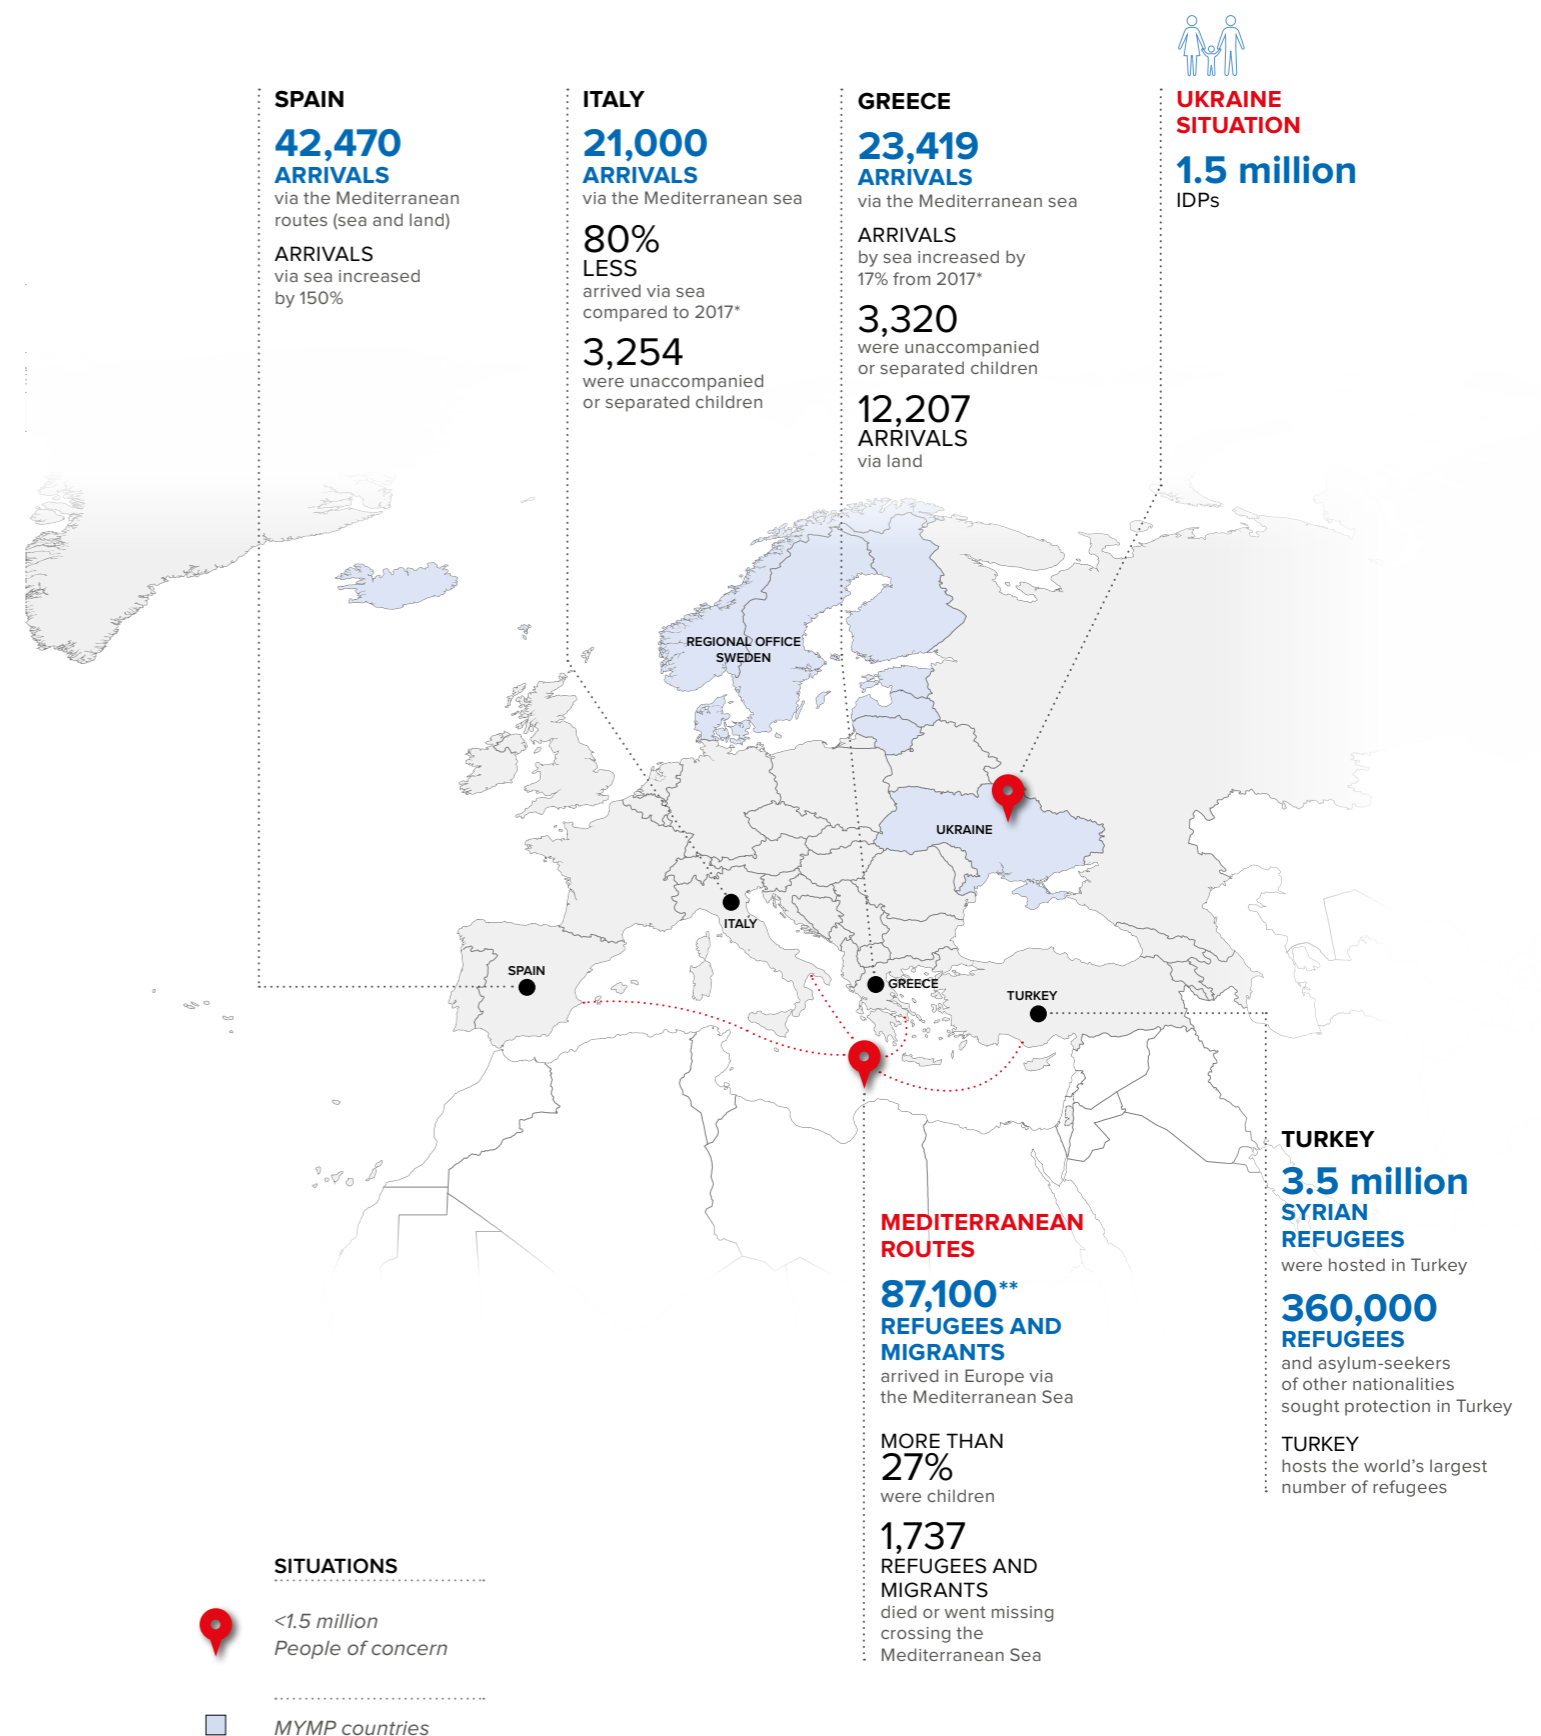 SPAIN
42,470
ARRIVALS
via the Mediterranean
routes (sea and land)
ARRIVALS
via sea increased
by 150%
ITALY
21,000
ARRIVALS
via the Mediterranean sea
80%
LESS
arrived via sea
compared to 2017*
3,254
were unaccompanied
or separated children
GREECE
23,419
ARRIVALS
via the Mediterranean sea
ARRIVALS
by sea increased by
17% from 2017*
3,320
were unaccompanied
or separated children
12,207
ARRIVALS
via land
UKRAINE
SITUATION
1.5 million
IDPs
REGIONAL OFFICE
SWEDEN
UKRAINE
ITALY
SPAIN
GREECE
TURKEY
MEDITERRANEAN
ROUTES
87,100**
REFUGEES AND
MIGRANTS
arrived in Europe via
the Mediterranean Sea
MORE THAN
27%
were children
1,737
REFUGEES AND
MIGRANTS
died or went missing
crossing the
Mediterranean Sea
TURKEY
3.5 million
SYRIAN
REFUGEES
were hosted in Turkey
360,000
REFUGEES
and asylum-seekers
of other nationalities
sought protection in Turkey
TURKEY
hosts the world's largest
number of refugees
SITUATIONS
<1.5 million
People of concern
MYMP countries